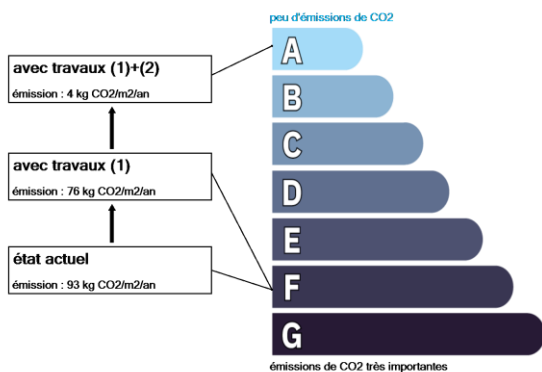 peu d'émissions de CO2
A
avec travaux (1)+(2)
émission : 4 kg CO2/m2/an
B
C
avec travaux (1)
émission : 76 kg CO2/m2/an
D
E
état actuel
émission : 93 kg CO2/m2/an
F
G
émissions de CO2 très importantes